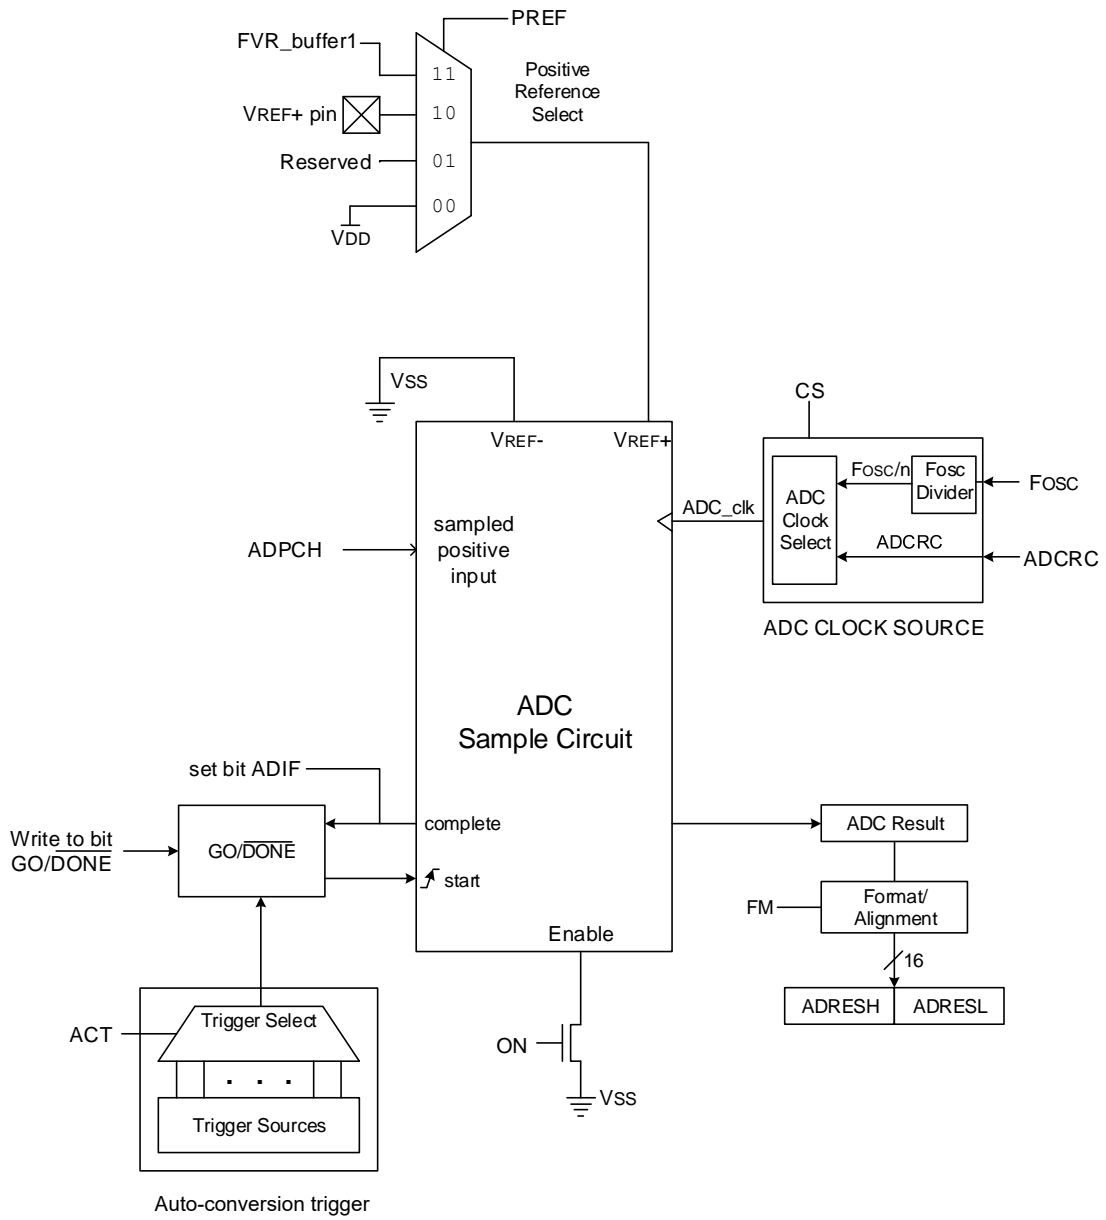 PREF
FVR_buffer1
11
Positive
Reference
Select
VREF+ pin
10
Reserved
01
00
VDD
VSS
VREF-
VREF+
CS
ADC_clk
ADC
Clock
Select
Fosc/n
Fosc
Divider
FOSC
ADCRC
ADCRC
ADC CLOCK SOURCE
ADPCH
sampled
positive
input
ADC
Sample Circuit
set bit ADIF
complete
Write to bit
GO/DONE
GO/DONE
start
ADC Result
FM
Format/
Alignment
16
ADRESH
ADRESL
Enable
ON
VSS
ACT
Trigger Select
. . .
Trigger Sources
Auto-conversion trigger